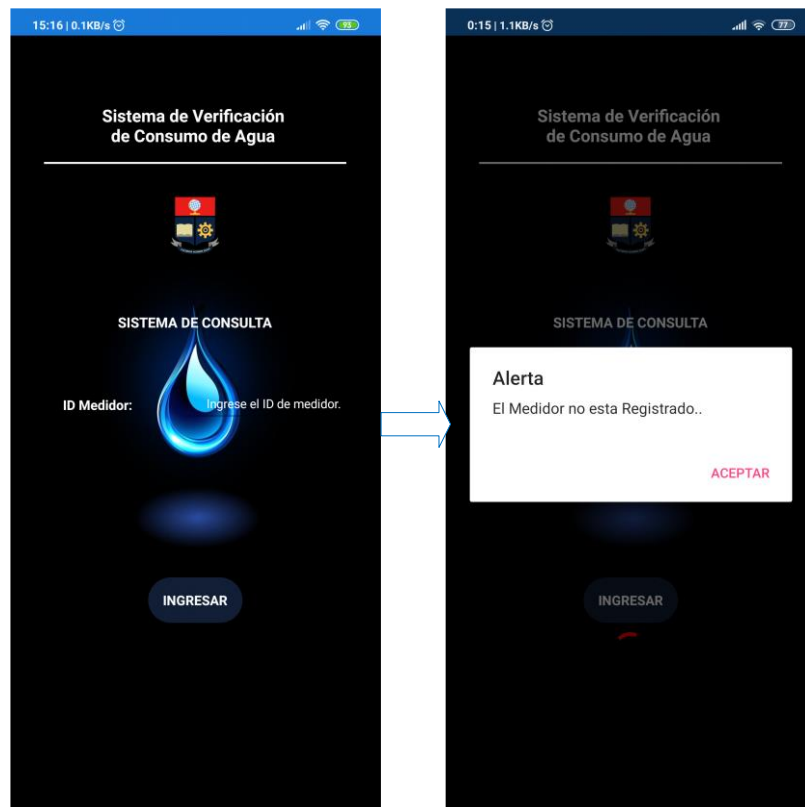 15:16 | 0.1KB/s
93
Sistema de Verificación
de Consumo de Agua
SISTEMA DE CONSULTA
ID Medidor:
Ingrese el ID de medidor.
INGRESAR
0:15 | 1.1KB/s
77
Sistema de Verificación
de Consumo de Agua
SISTEMA DE CONSULTA
Alerta
El Medidor no esta Registrado..
ACEPTAR
INGRESAR